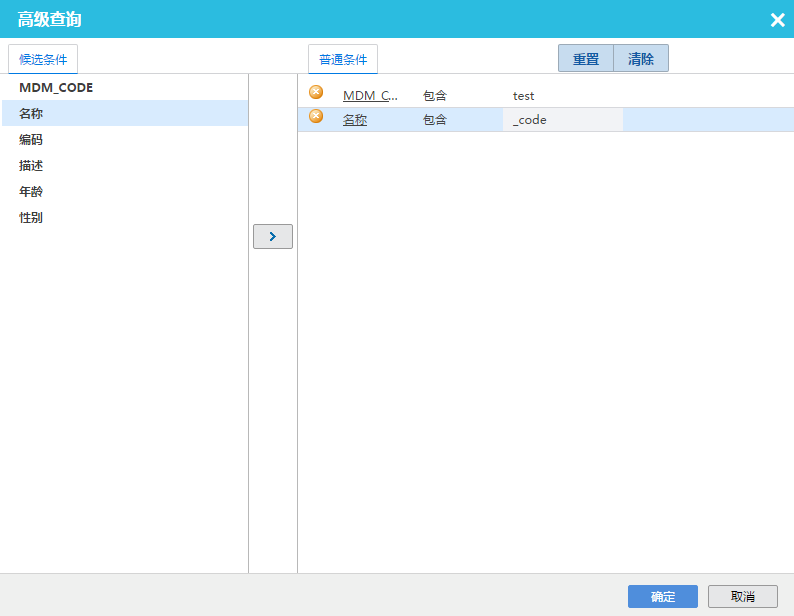 高级查询
候选条件
普通条件
重置 清除
MDM_CODE
名称
编码
描述
年龄
性别
MDM_C... 包含 test
名称 包含 _code
确定 取消